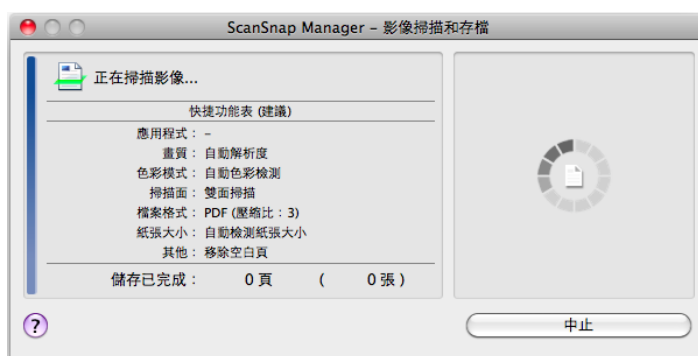 ScanSnap Manager – 影像掃描和存檔
正在掃描影像...
快捷功能表 (建議)
應用程式： –
畫質： 自動解析度
色彩模式： 自動色彩檢測
掃描面： 雙面掃描
檔案格式： PDF (壓縮比：3)
紙張大小： 自動檢測紙張大小
其他： 移除空白頁
儲存已完成： 0 頁 ( 0 張 )
?
中止